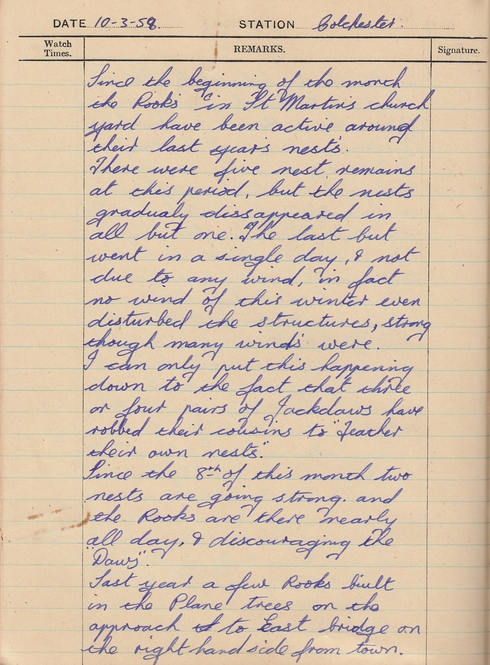 DATE 10-3-58. STATION Colchester.
Watch Times. REMARKS. Signature.
Since the beginning of the month
the Rooks in St Martin's church
yard have been active around
their last years nests.
There were five nest remains
at this period, but the nests
gradualy dissappeared in
all but one. The last but
went in a single day, & not
due to any wind, in fact
no wind of this winter even
disturbed the structures, strong
though many winds were.
I can only put this happening
down to the fact that three
or four pairs of Jackdaws have
robbed their cousins to "feather
their own nests".
Since the 8th of this month two
nests are going strong. and
the Rooks are there nearly
all day, & discouraging the
"Daws".
Last year a few Rooks built
in the Plane trees on the
approach to East bridge on
the right hand side from town.